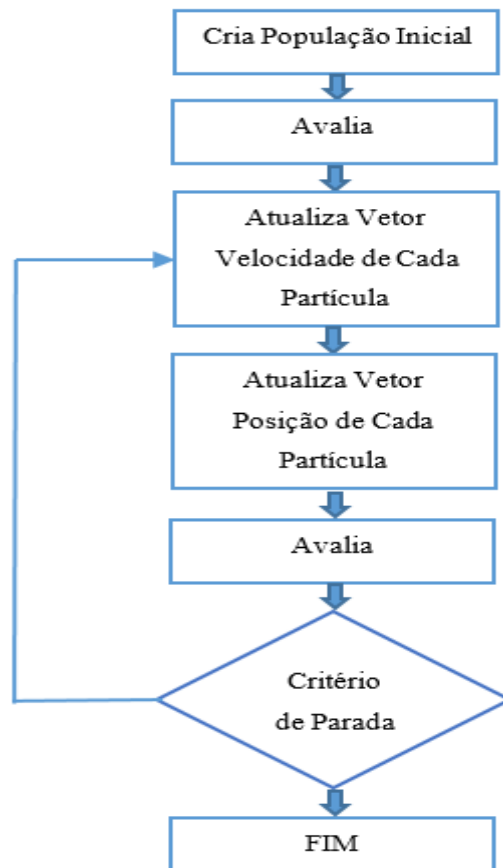 Cria População Inicial
Avalia
Atualiza Vetor
Velocidade de Cada
Partícula
Atualiza Vetor
Posição de Cada
Partícula
Avalia
Critério
de Parada
FIM